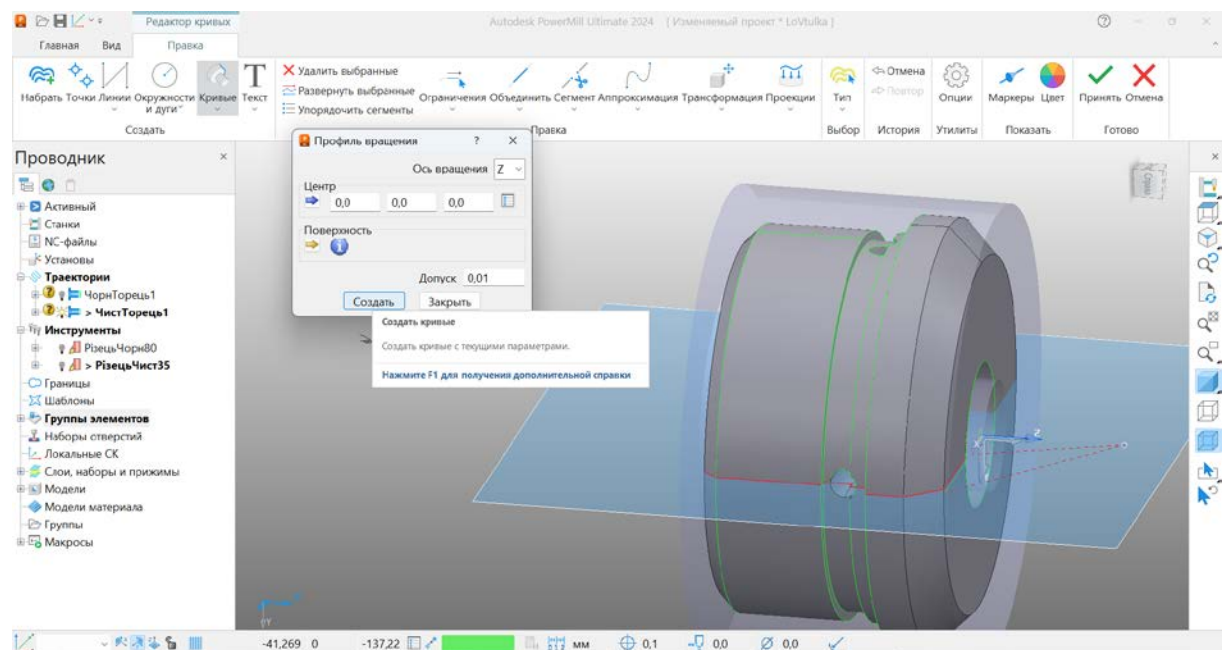 Редактор кривых
Autodesk PowerMill Ultimate 2024 [ Изменяемый проект * LoVtulka ]
Главная Вид Правка
Набрать Точки Линии Окружности и дуги Кривые Текст
Удалить выбранные
Развернуть выбранные
Упорядочить сегменты
Ограничения Объединить Сегмент Аппроксимация Трансформация Проекции
Тип
Отмена
Повтор
Опции Маркеры Цвет Принять Отмена
Создать Правка Выбор История Утилиты Показать Готово
Проводник
Активный
Станки
NC-файлы
Установы
Траектории
ЧорнТорець1
> ЧистТорець1
Инструменты
РізецьЧорн80
> РізецьЧист35
Границы
Шаблоны
Группы элементов
Наборы отверстий
Локальные СК
Слои, наборы и прижимы
Модели
Модели материала
Группы
Макросы
Профиль вращения ? ×
Ось вращения Z
Центр
0,0 0,0 0,0
Поверхность
Допуск 0,01
Создать Закрыть
Создать кривые
Создать кривые с текущими параметрами.
Нажмите F1 для получения дополнительной справки
Z
X
-41,269 0 -137,22 мм 0,1 0,0 0,0